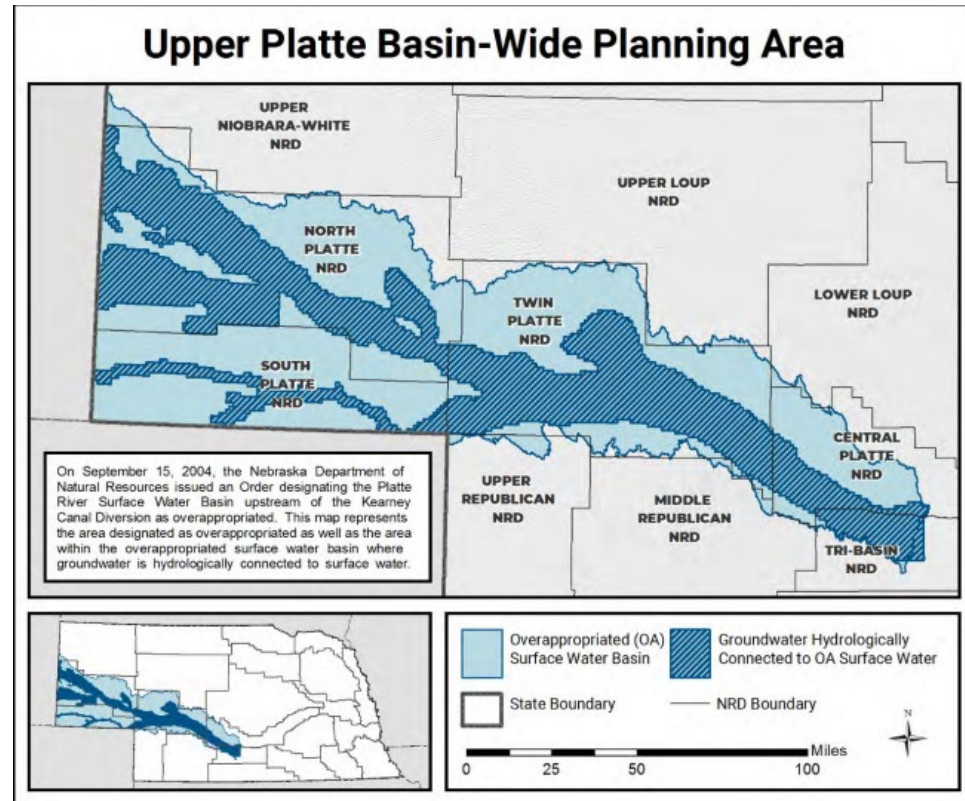 Upper Platte Basin-Wide Planning Area
UPPER
NIOBRARA-WHITE
NRD
UPPER LOUP
NRD
NORTH
PLATTE
NRD
LOWER LOUP
NRD
TWIN
PLATTE
NRD
SOUTH
PLATTE
NRD
CENTRAL
PLATTE
NRD
UPPER
REPUBLICAN
NRD
MIDDLE
REPUBLICAN
NRD
TRI-BASIN
NRD
On September 15, 2004, the Nebraska Department of
Natural Resources issued an Order designating the Platte
River Surface Water Basin upstream of the Kearney
Canal Diversion as overappropriated. This map represents
the area designated as overappropriated as well as the area
within the overappropriated surface water basin where
groundwater is hydrologically connected to surface water.
Overappropriated (OA)
Surface Water Basin
Groundwater Hydrologically
Connected to OA Surface Water
State Boundary
NRD Boundary
N
Miles
0 25 50 100